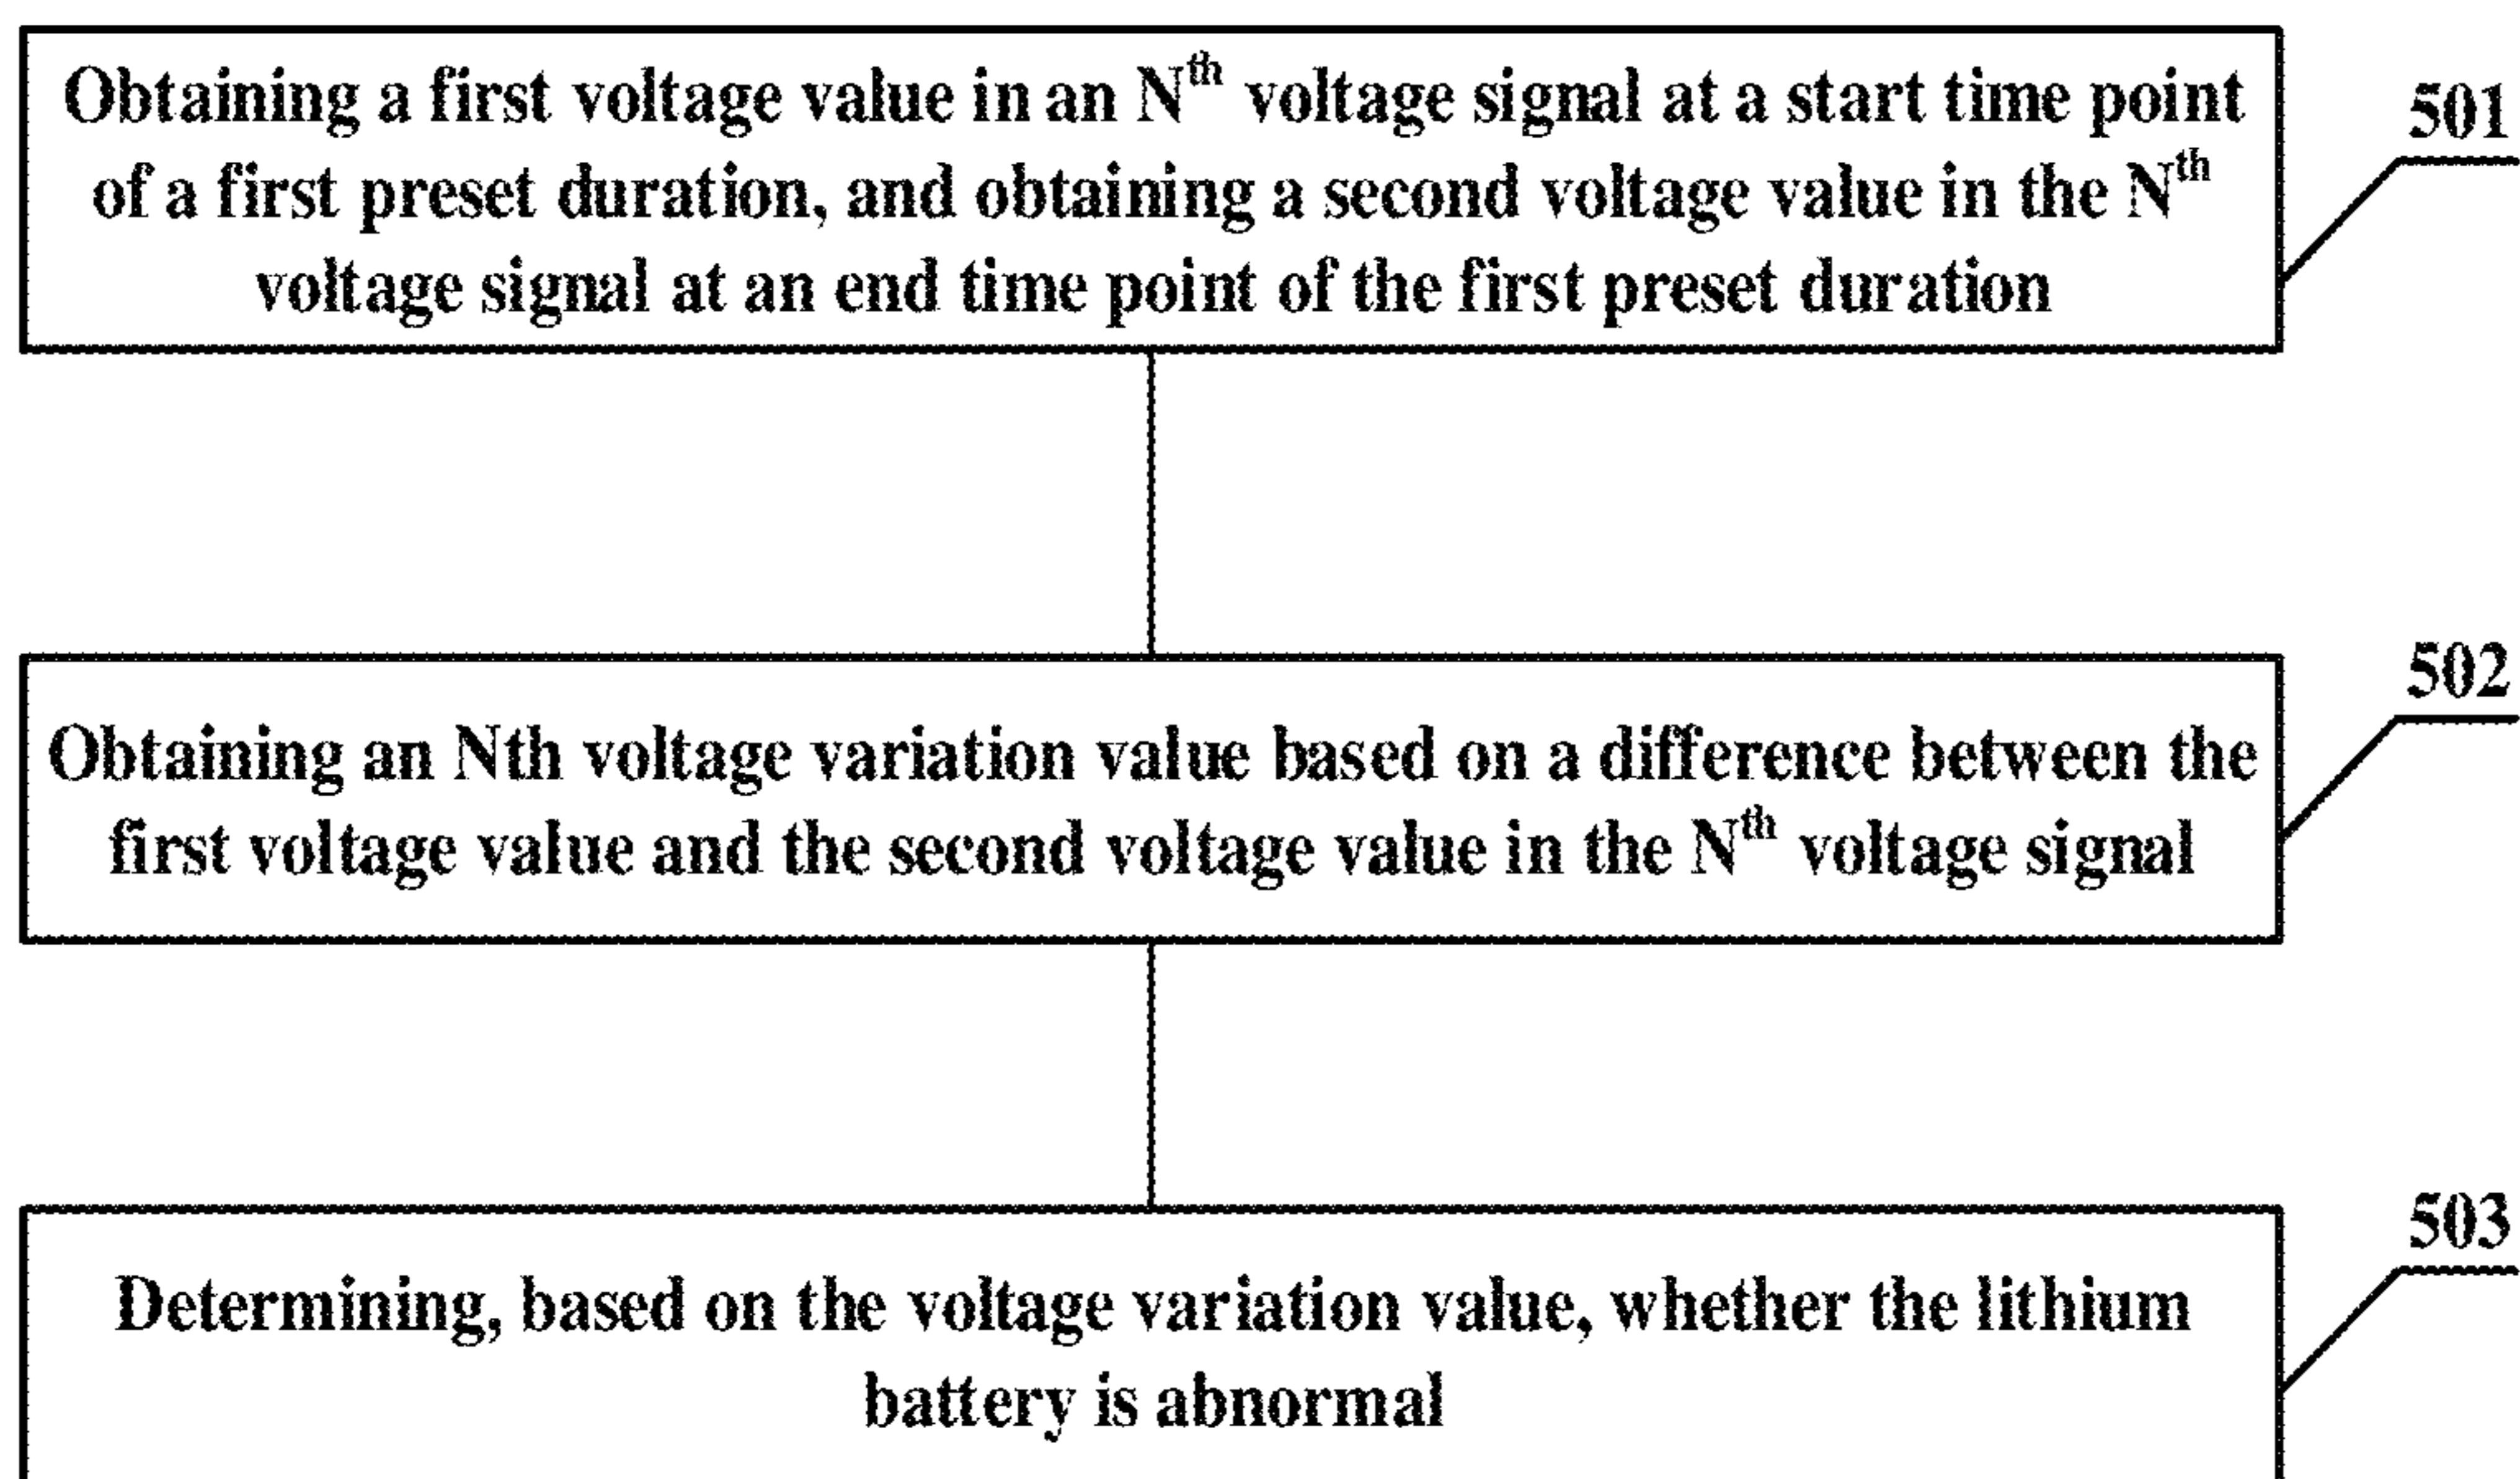 Obtaining a first voltage value in an Nth voltage signal at a start time point
of a first preset duration, and obtaining a second voltage value in the Nth
voltage signal at an end time point of the first preset duration
501
Obtaining an Nth voltage variation value based on a difference between the
first voltage value and the second voltage value in the Nth voltage signal
502
Determining, based on the voltage variation value, whether the lithium
battery is abnormal
503